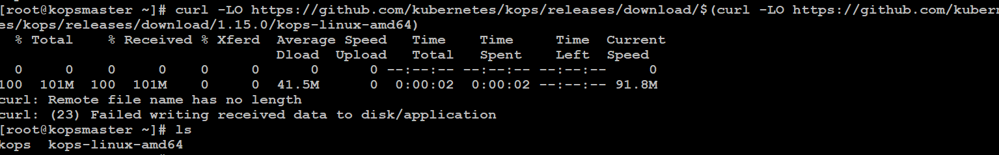 [root@kopsmaster ~]# curl -LO https://github.com/kubernetes/kops/releases/download/$(curl -LO https://github.com/kubern
es/kops/releases/download/1.15.0/kops-linux-amd64)
% Total % Received % Xferd Average Speed Time Time Time Current
Dload Upload Total Spent Left Speed
0 0 0 0 0 0 0 0 --:--:-- --:--:-- --:--:-- 0
100 101M 100 101M 0 0 41.5M 0 0:00:02 0:00:02 --:--:-- 91.8M
curl: Remote file name has no length
curl: (23) Failed writing received data to disk/application
[root@kopsmaster ~]# ls
kops kops-linux-amd64